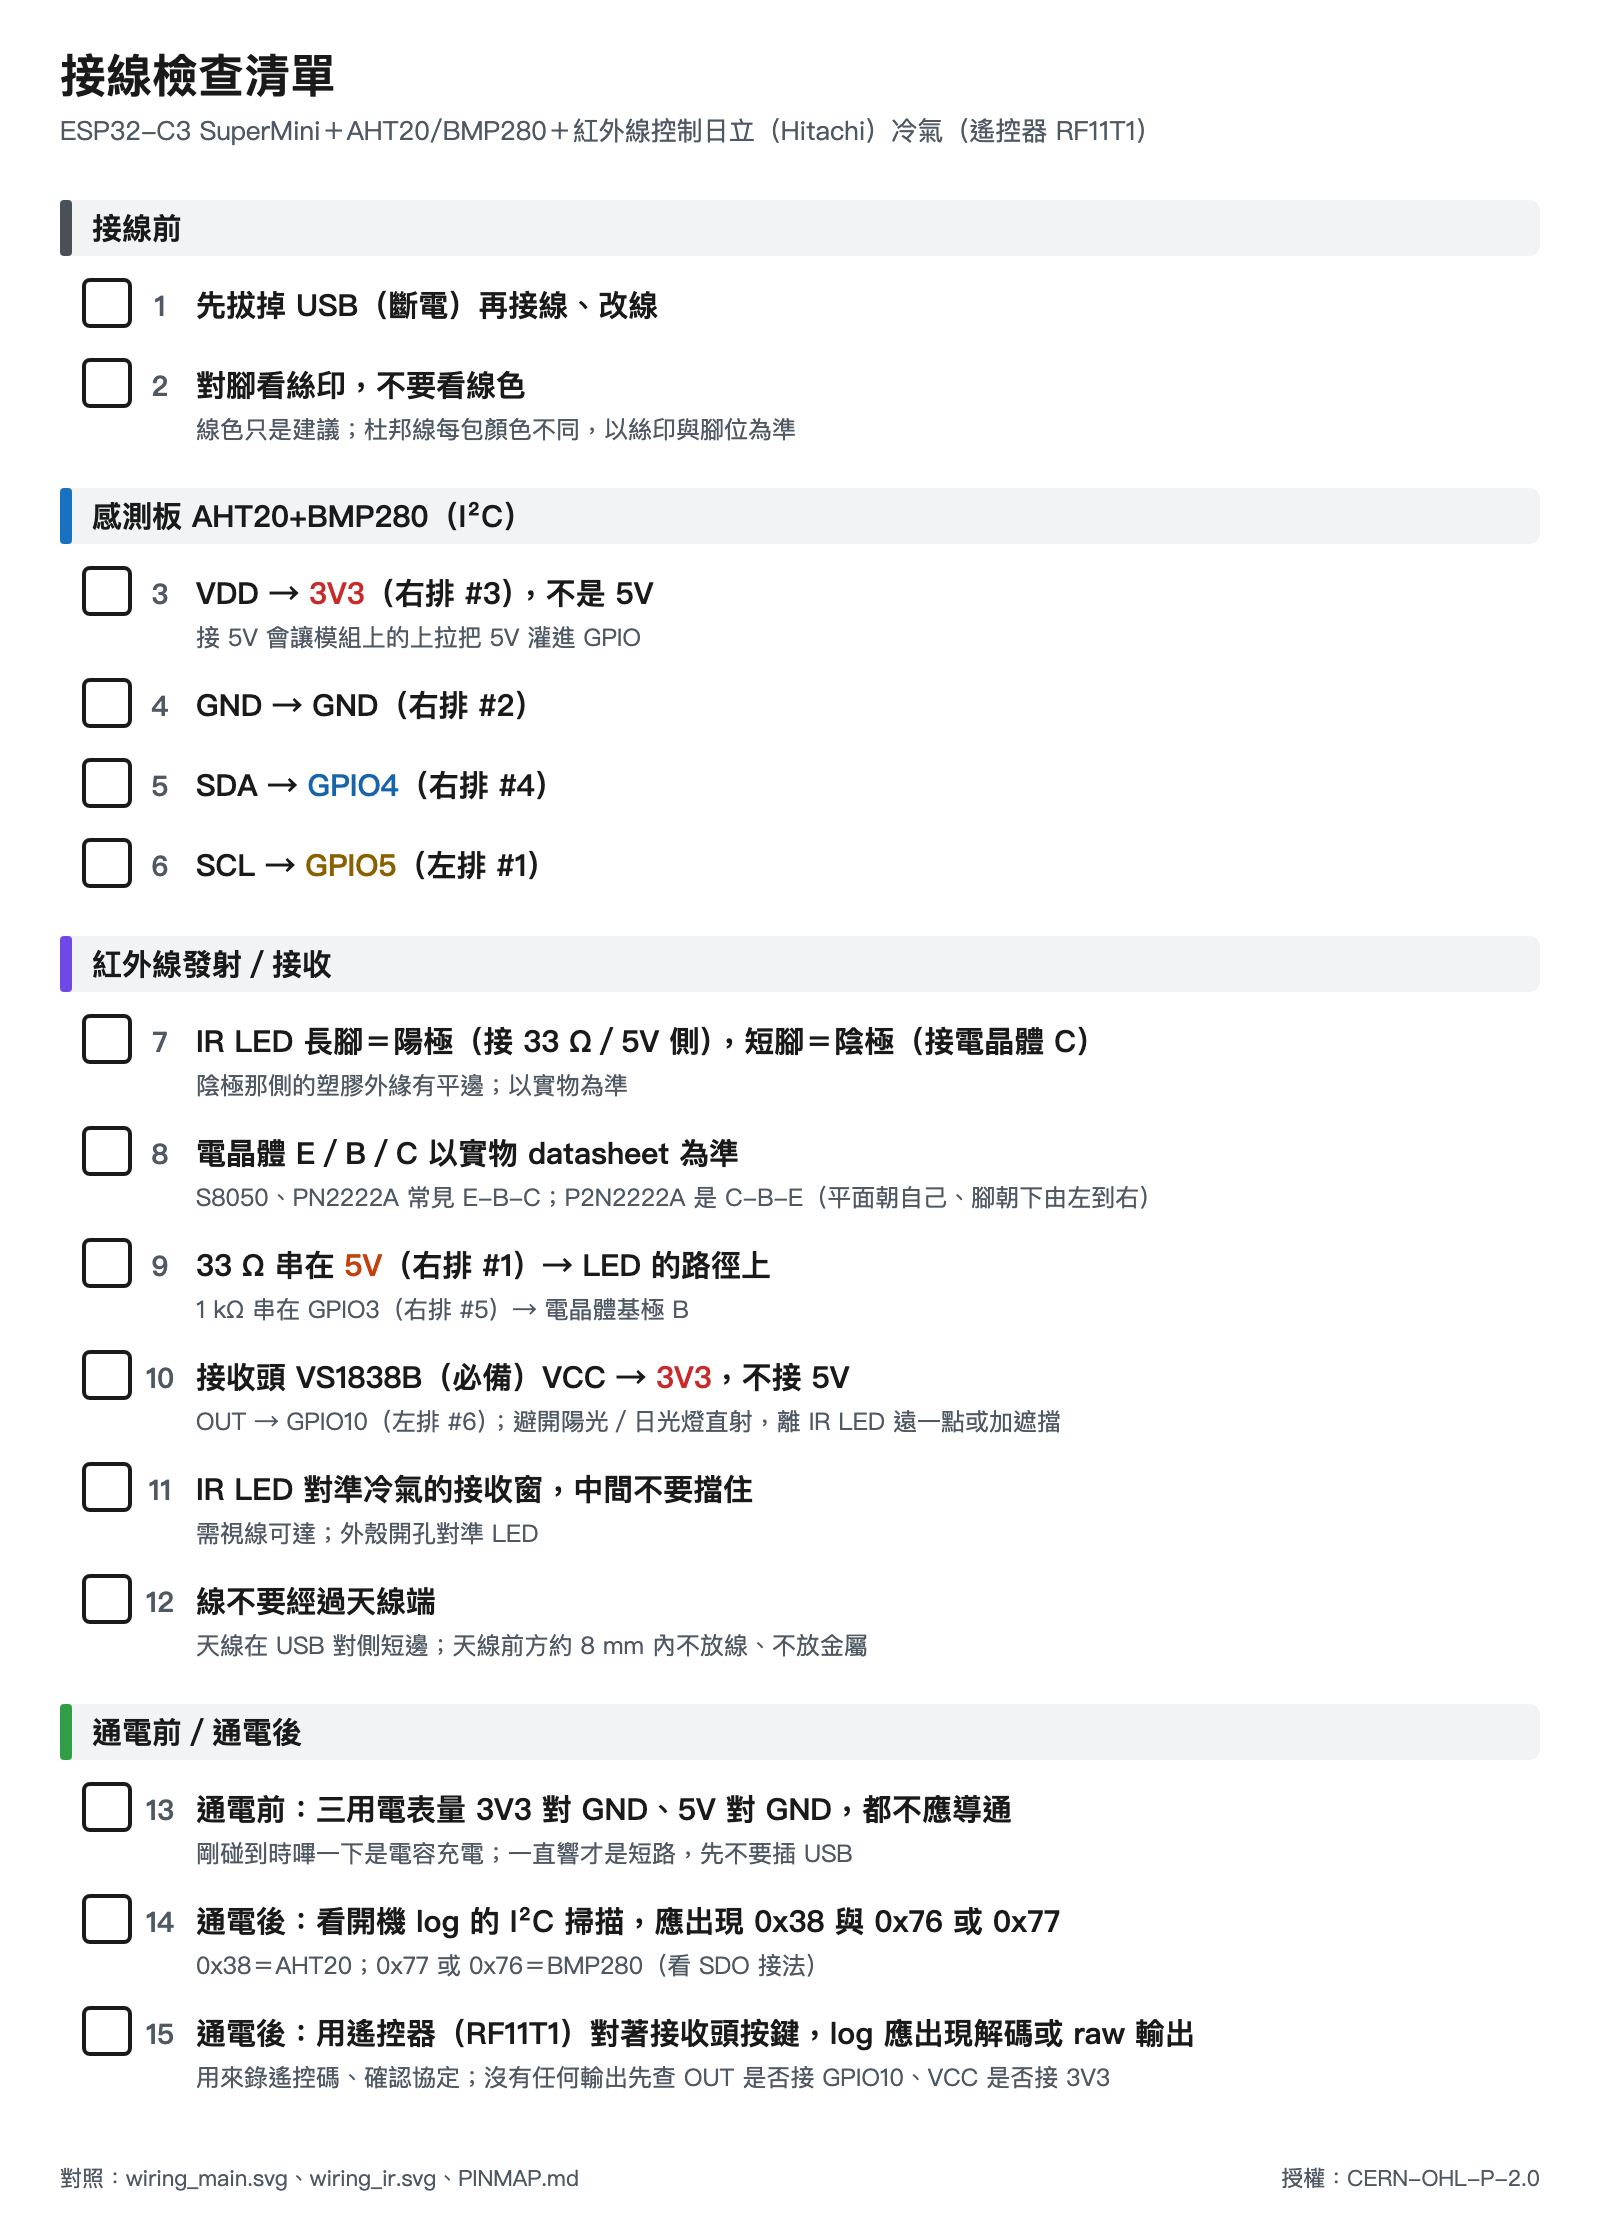 接線檢查清單
ESP32-C3 SuperMini＋AHT20/BMP280＋紅外線控制日立（Hitachi）冷氣（遙控器 RF11T1）
接線前
1 先拔掉 USB（斷電）再接線、改線
2 對腳看絲印，不要看線色
線色只是建議；杜邦線每包顏色不同，以絲印與腳位為準
感測板 AHT20+BMP280（I²C）
3 VDD → 3V3（右排 #3），不是 5V
接 5V 會讓模組上的上拉把 5V 灌進 GPIO
4 GND → GND（右排 #2）
5 SDA → GPIO4（右排 #4）
6 SCL → GPIO5（左排 #1）
紅外線發射 / 接收
7 IR LED 長腳＝陽極（接 33 Ω / 5V 側），短腳＝陰極（接電晶體 C）
陰極那側的塑膠外緣有平邊；以實物為準
8 電晶體 E / B / C 以實物 datasheet 為準
S8050、PN2222A 常見 E-B-C；P2N2222A 是 C-B-E（平面朝自己、腳朝下由左到右）
9 33 Ω 串在 5V（右排 #1）→ LED 的路徑上
1 kΩ 串在 GPIO3（右排 #5）→ 電晶體基極 B
10 接收頭 VS1838B（必備）VCC → 3V3，不接 5V
OUT → GPIO10（左排 #6）；避開陽光 / 日光燈直射，離 IR LED 遠一點或加遮擋
11 IR LED 對準冷氣的接收窗，中間不要擋住
需視線可達；外殼開孔對準 LED
12 線不要經過天線端
天線在 USB 對側短邊；天線前方約 8 mm 內不放線、不放金屬
通電前 / 通電後
13 通電前：三用電表量 3V3 對 GND、5V 對 GND，都不應導通
剛碰到時嗶一下是電容充電；一直響才是短路，先不要插 USB
14 通電後：看開機 log 的 I²C 掃描，應出現 0x38 與 0x76 或 0x77
0x38＝AHT20；0x77 或 0x76＝BMP280（看 SDO 接法）
15 通電後：用遙控器（RF11T1）對著接收頭按鍵，log 應出現解碼或 raw 輸出
用來錄遙控碼、確認協定；沒有任何輸出先查 OUT 是否接 GPIO10、VCC 是否接 3V3
對照：wiring_main.svg、wiring_ir.svg、PINMAP.md
授權：CERN-OHL-P-2.0